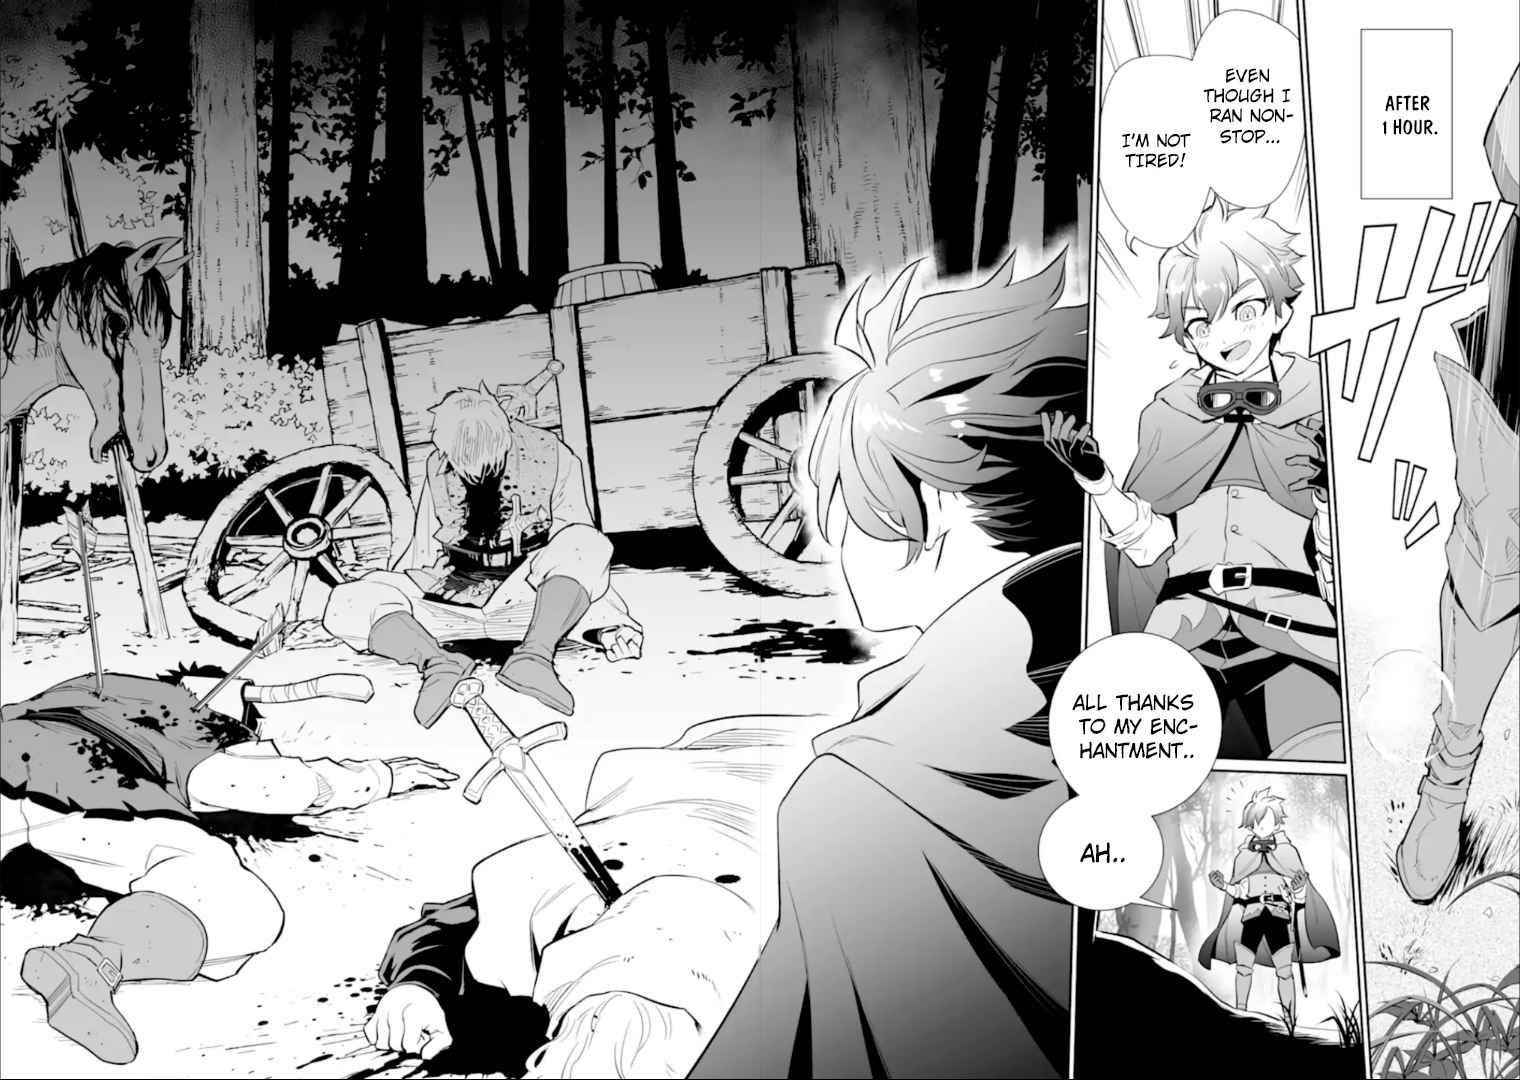 AFTER
1 HOUR.
ザッ
EVEN
THOUGH I
RAN NON-
STOP...
I'M NOT
TIRED!
ALL THANKS
TO MY ENC-
HANTMENT..
AH..